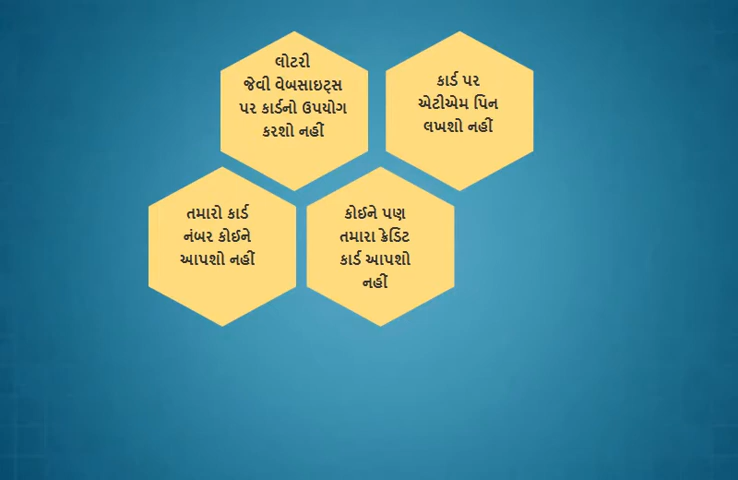 લોટરી
જેવી વેબસાઇટ્સ
પર કાર્ડનો ઉપયોગ
કરશો નહીં
કાર્ડ પર
એટીએમ પિન
લખશો નહીં
તમારો કાર્ડ
નંબર કોઈને
આપશો નહીં
કોઈને પણ
તમારા ક્રેડિટ
કાર્ડ આપશો
નહીં